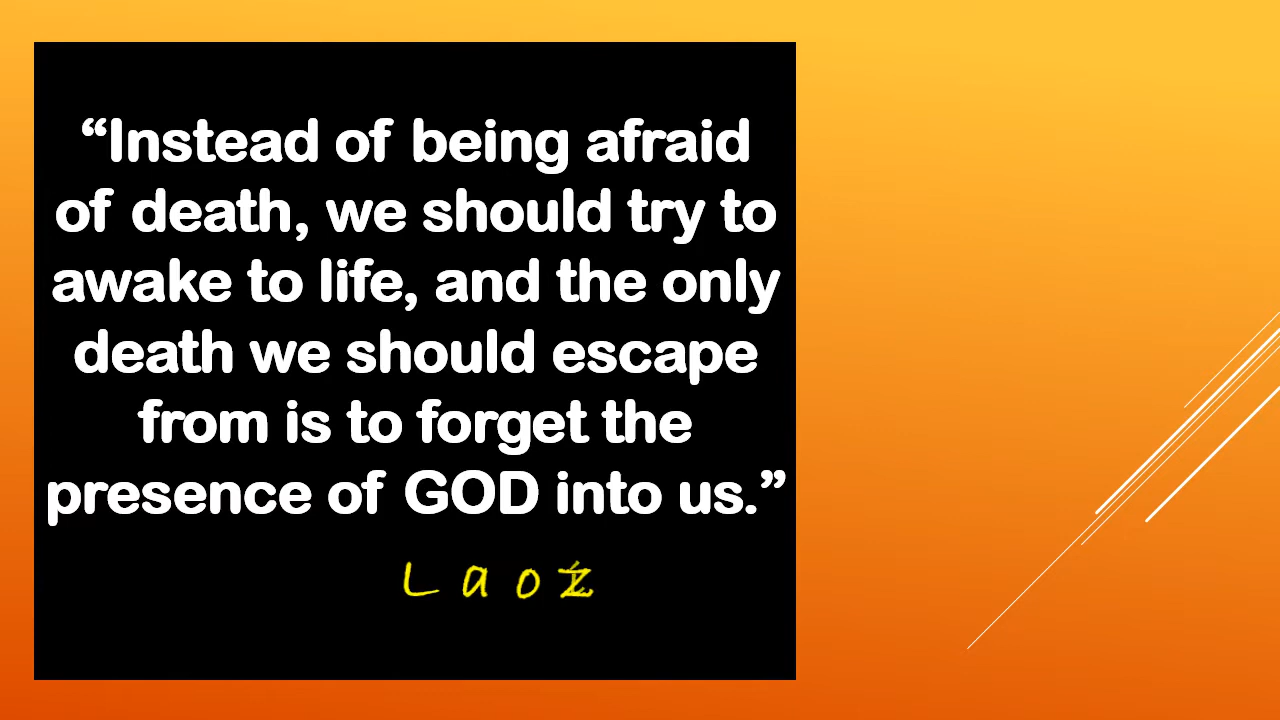 “Instead of being afraid
of death, we should try to
awake to life, and the only
death we should escape
from is to forget the
presence of GOD into us.”
Laoz